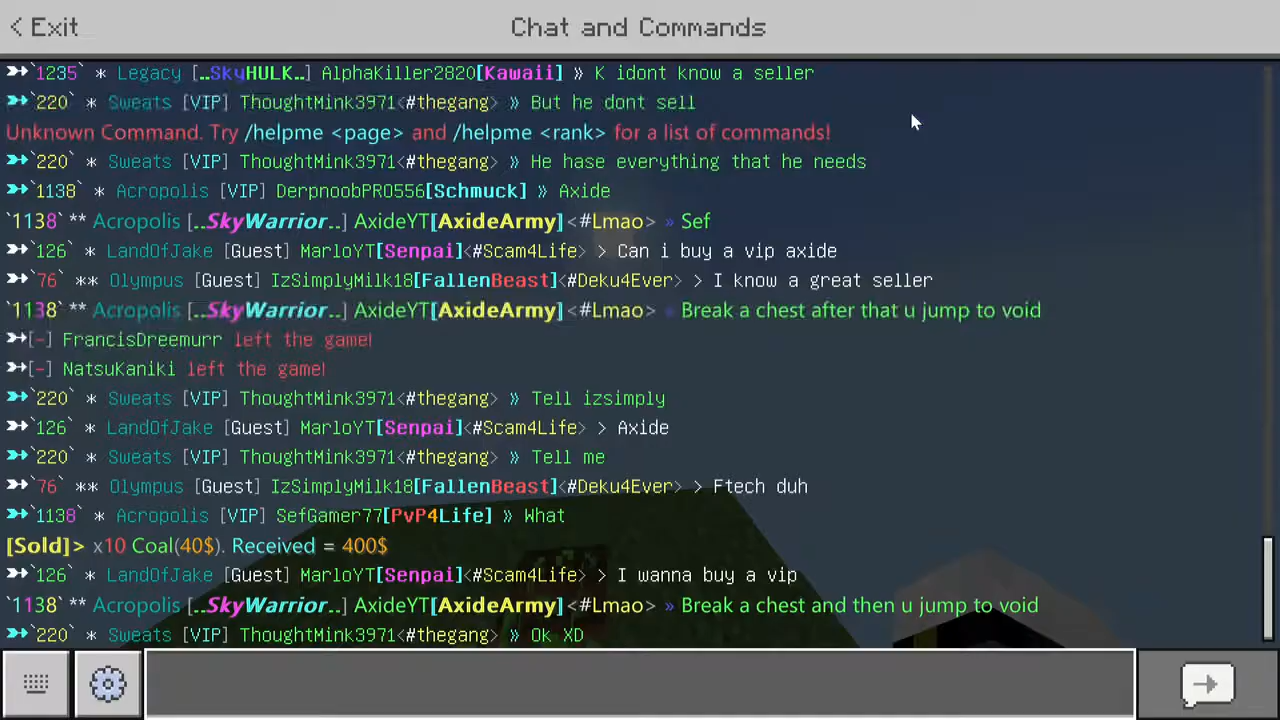 < Exit
Chat and Commands
➳`1235` * Legacy [..SkyHULK..] AlphaKiller2820[Kawaii] » K idont know a seller
➳`220` * Sweats [VIP] ThoughtMink3971<#thegang> » But he dont sell
Unknown Command. Try /helpme <page> and /helpme <rank> for a list of commands!
➳`220` * Sweats [VIP] ThoughtMink3971<#thegang> » He hase everything that he needs
➳`1138` * Acropolis [VIP] DerpnoobPRO556[Schmuck] » Axide
`1138` ** Acropolis [..SkyWarrior..] AxideYT[AxideArmy]<#Lmao> » Sef
➳`126` * LandOfJake [Guest] MarloYT[Senpai]<#Scam4Life> > Can i buy a vip axide
➳`76` ** Olympus [Guest] IzSimplyMilk18[FallenBeast]<#Deku4Ever> > I know a great seller
`1138` ** Acropolis [..SkyWarrior..] AxideYT[AxideArmy]<#Lmao> » Break a chest after that u jump to void
➳[-] FrancisDreemurr left the game!
➳[-] NatsuKaniki left the game!
➳`220` * Sweats [VIP] ThoughtMink3971<#thegang> » Tell izsimply
➳`126` * LandOfJake [Guest] MarloYT[Senpai]<#Scam4Life> > Axide
➳`220` * Sweats [VIP] ThoughtMink3971<#thegang> » Tell me
➳`76` ** Olympus [Guest] IzSimplyMilk18[FallenBeast]<#Deku4Ever> > Ftech duh
➳`1138` * Acropolis [VIP] SefGamer77[PvP4Life] » What
[Sold]> x10 Coal(40$). Received = 400$
➳`126` * LandOfJake [Guest] MarloYT[Senpai]<#Scam4Life> > I wanna buy a vip
`1138` ** Acropolis [..SkyWarrior..] AxideYT[AxideArmy]<#Lmao> » Break a chest and then u jump to void
➳`220` * Sweats [VIP] ThoughtMink3971<#thegang> » Ok XD